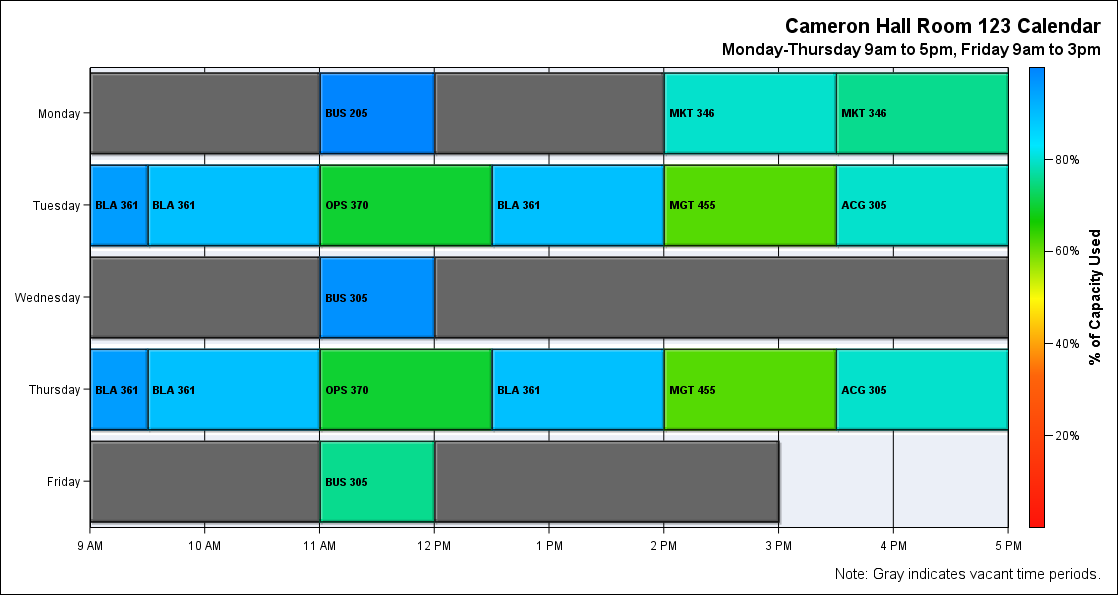 Cameron Hall Room 123 Calendar
Monday-Thursday 9am to 5pm, Friday 9am to 3pm
Monday
BUS 205
MKT 346
MKT 346
Tuesday
BLA 361
BLA 361
OPS 370
BLA 361
MGT 455
ACG 305
Wednesday
BUS 305
Thursday
BLA 361
BLA 361
OPS 370
BLA 361
MGT 455
ACG 305
Friday
BUS 305
9 AM
10 AM
11 AM
12 PM
1 PM
2 PM
3 PM
4 PM
5 PM
80%
60%
40%
20%
% of Capacity Used
Note: Gray indicates vacant time periods.